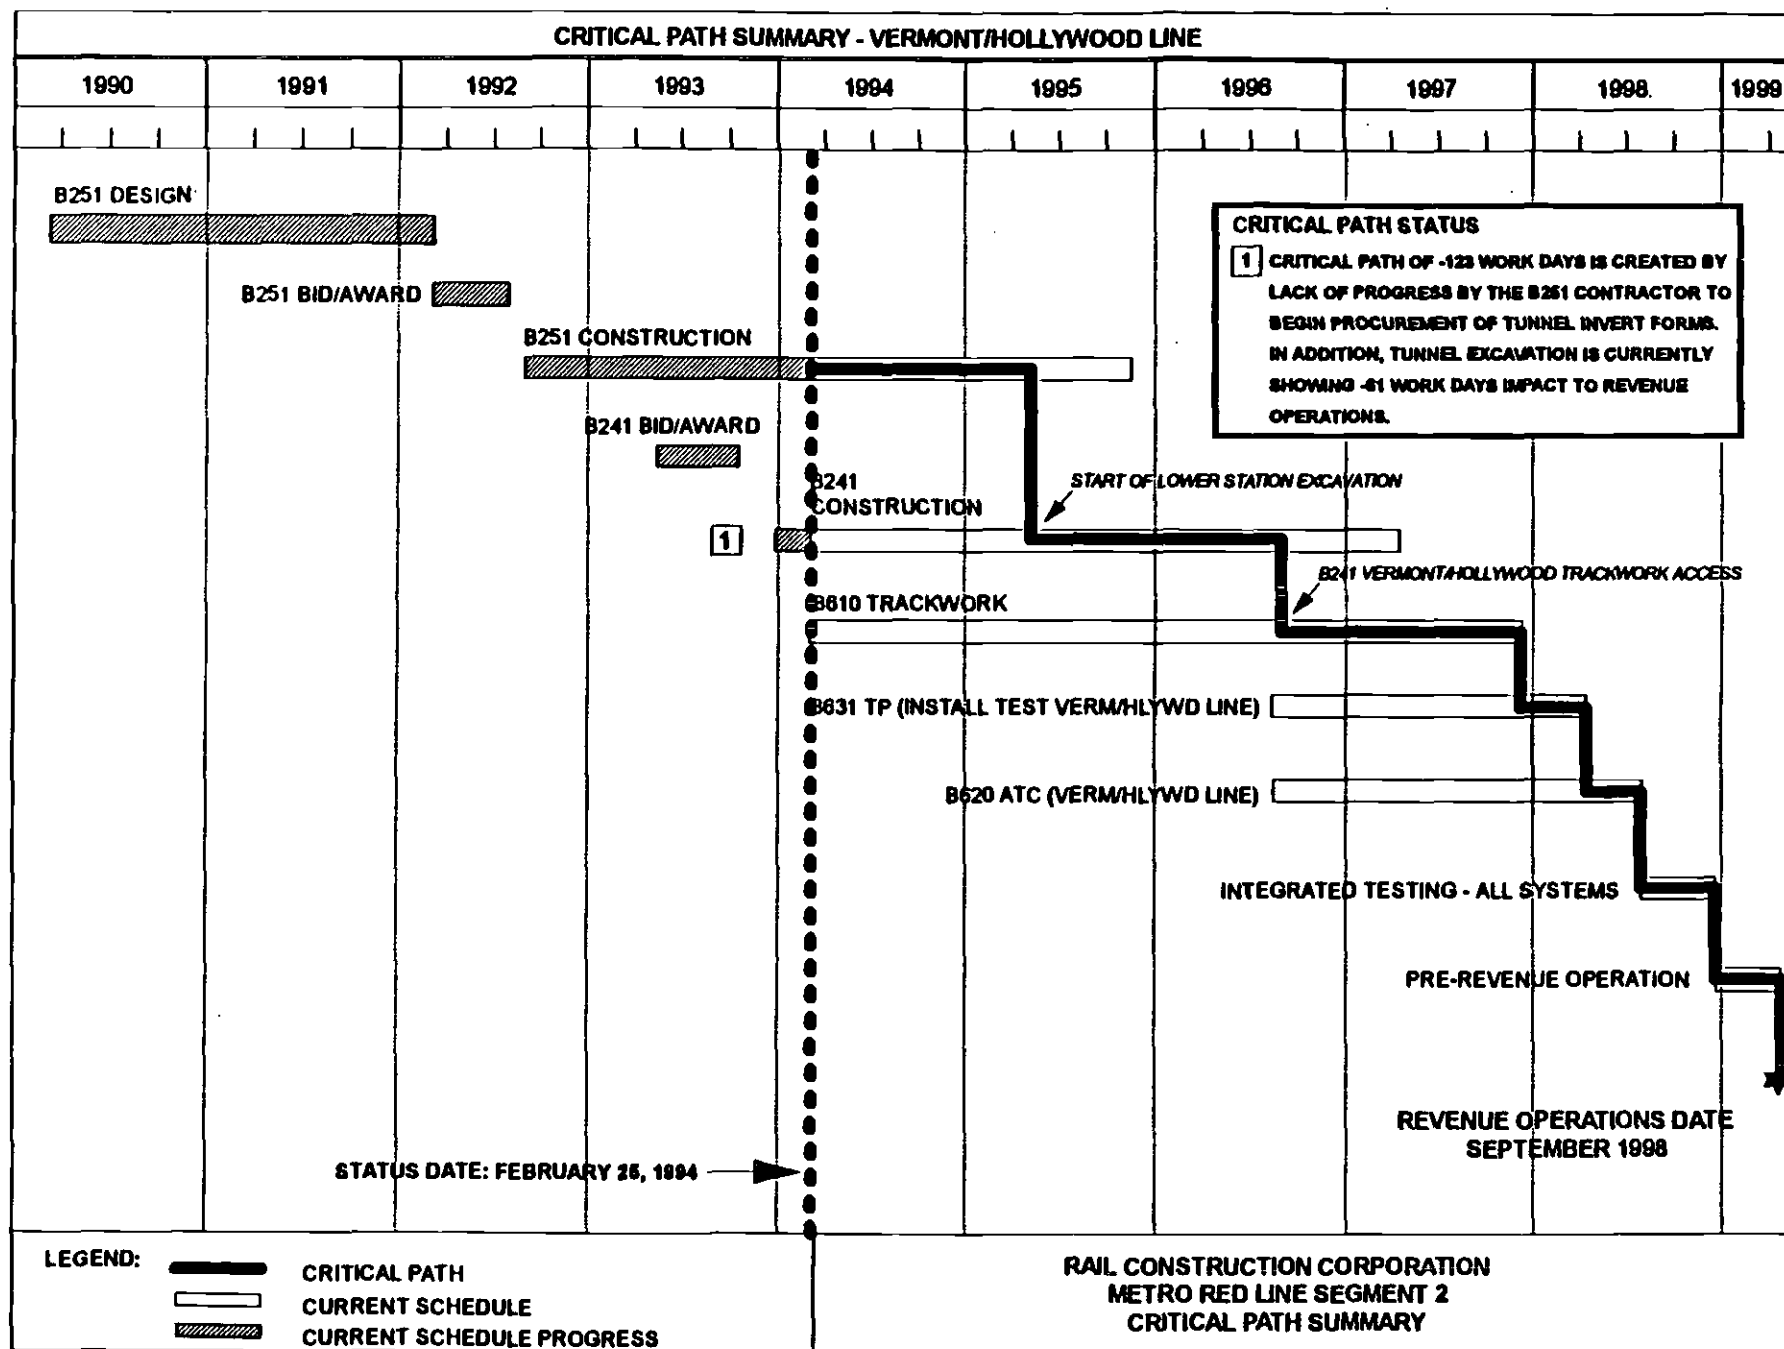 CRITICAL PATH SUMMARY - VERMONT/HOLLYWOOD LINE
1990 1991 1992 1993 1994 1995 1996 1997 1998. 1999
B251 DESIGN
B251 BID/AWARD
B251 CONSTRUCTION
B241 BID/AWARD
B241
CONSTRUCTION
1
CRITICAL PATH STATUS
1 CRITICAL PATH OF -123 WORK DAYS IS CREATED BY
LACK OF PROGRESS BY THE B251 CONTRACTOR TO
BEGIN PROCUREMENT OF TUNNEL INVERT FORMS.
IN ADDITION, TUNNEL EXCAVATION IS CURRENTLY
SHOWING -61 WORK DAYS IMPACT TO REVENUE
OPERATIONS.
START OF LOWER STATION EXCAVATION
B241 VERMONT/HOLLYWOOD TRACKWORK ACCESS
B610 TRACKWORK
B631 TP (INSTALL TEST VERM/HLYWD LINE)
B620 ATC (VERM/HLYWD LINE)
INTEGRATED TESTING - ALL SYSTEMS
PRE-REVENUE OPERATION
REVENUE OPERATIONS DATE
SEPTEMBER 1998
STATUS DATE: FEBRUARY 25, 1994
LEGEND:
CRITICAL PATH
CURRENT SCHEDULE
CURRENT SCHEDULE PROGRESS
RAIL CONSTRUCTION CORPORATION
METRO RED LINE SEGMENT 2
CRITICAL PATH SUMMARY